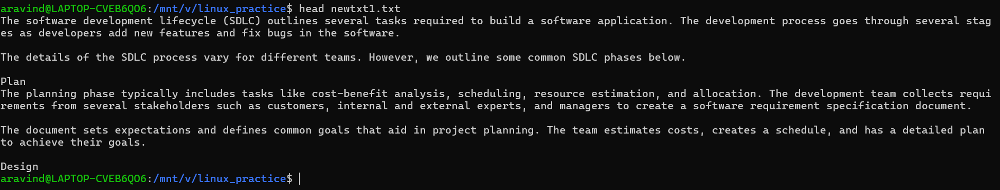 aravind@LAPTOP-CVEB6QO6:/mnt/v/linux_practice$ head newtxt1.txt
The software development lifecycle (SDLC) outlines several tasks required to build a software application. The development process goes through several stag
es as developers add new features and fix bugs in the software.
The details of the SDLC process vary for different teams. However, we outline some common SDLC phases below.
Plan
The planning phase typically includes tasks like cost-benefit analysis, scheduling, resource estimation, and allocation. The development team collects requi
rements from several stakeholders such as customers, internal and external experts, and managers to create a software requirement specification document.
The document sets expectations and defines common goals that aid in project planning. The team estimates costs, creates a schedule, and has a detailed plan
to achieve their goals.
Design
aravind@LAPTOP-CVEB6QO6:/mnt/v/linux_practice$